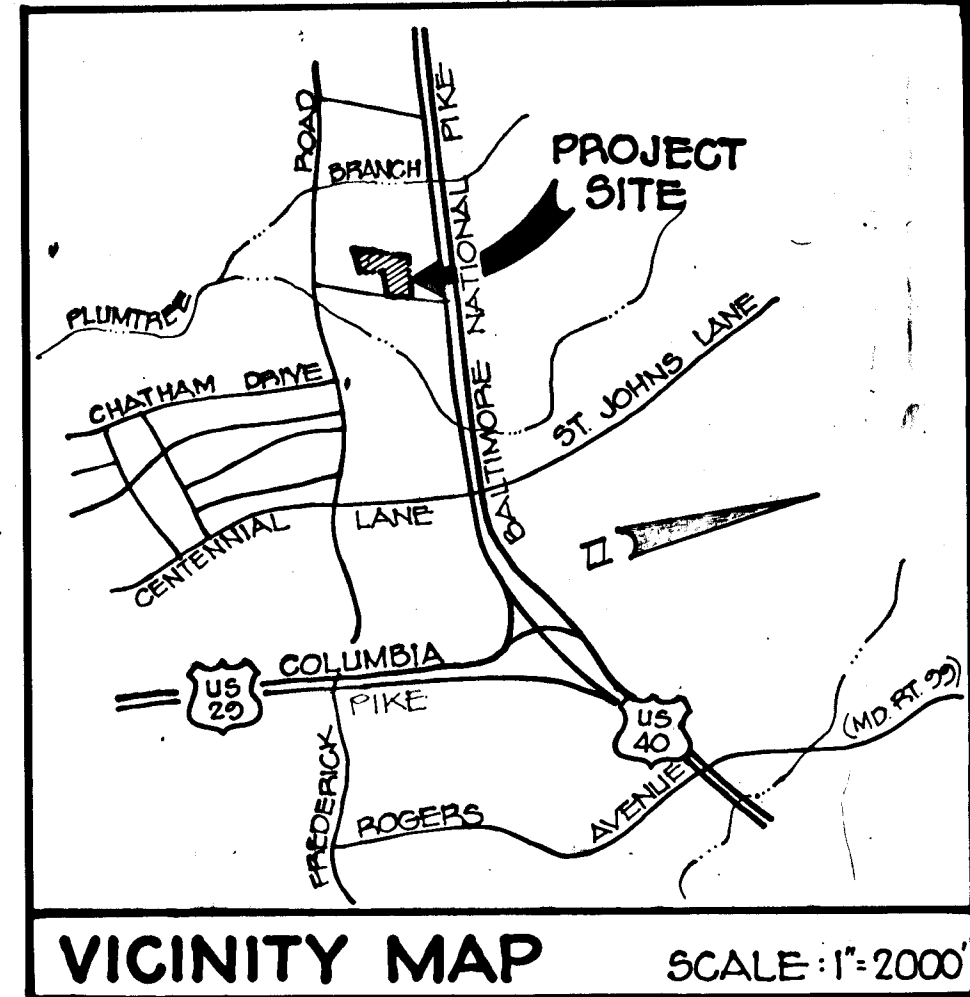 PROJECT
SITE
ROAD
PIKE
BRANCH
BALTIMORE NATIONAL
PLUMTREE
CHATHAM DRIVE
ST. JOHNS LANE
CENTENNIAL LANE
COLUMBIA
PIKE
US
29
US
40
(MD. RT. 99)
FREDERICK
ROGERS AVENUE
VICINITY MAP
SCALE : 1"=2000'